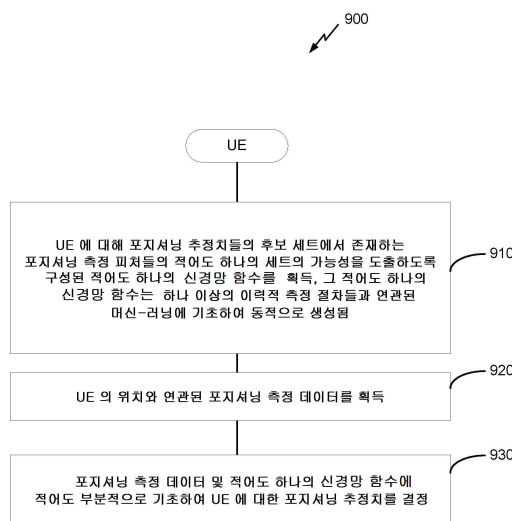 900
UE
UE 에 대해 포지셔닝 추정치들의 후보 세트에서 존재하는
포지셔닝 측정 피처들의 적어도 하나의 세트의 가능성을 도출하도록
구성된 적어도 하나의 신경망 함수를 획득, 그 적어도 하나의
신경망 함수는 하나 이상의 이력적 측정 절차들과 연관된
머신-러닝에 기초하여 동적으로 생성됨
910
UE 의 위치와 연관된 포지셔닝 측정 데이터를 획득
920
포지셔닝 측정 데이터 및 적어도 하나의 신경망 함수에
적어도 부분적으로 기초하여 UE 에 대한 포지셔닝 추정치를 결정
930